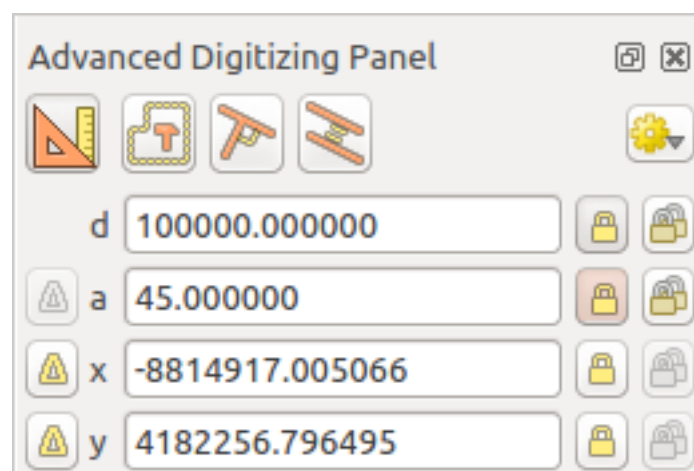 Advanced Digitizing Panel
d 100000.000000
a 45.000000
x -8814917.005066
y 4182256.796495